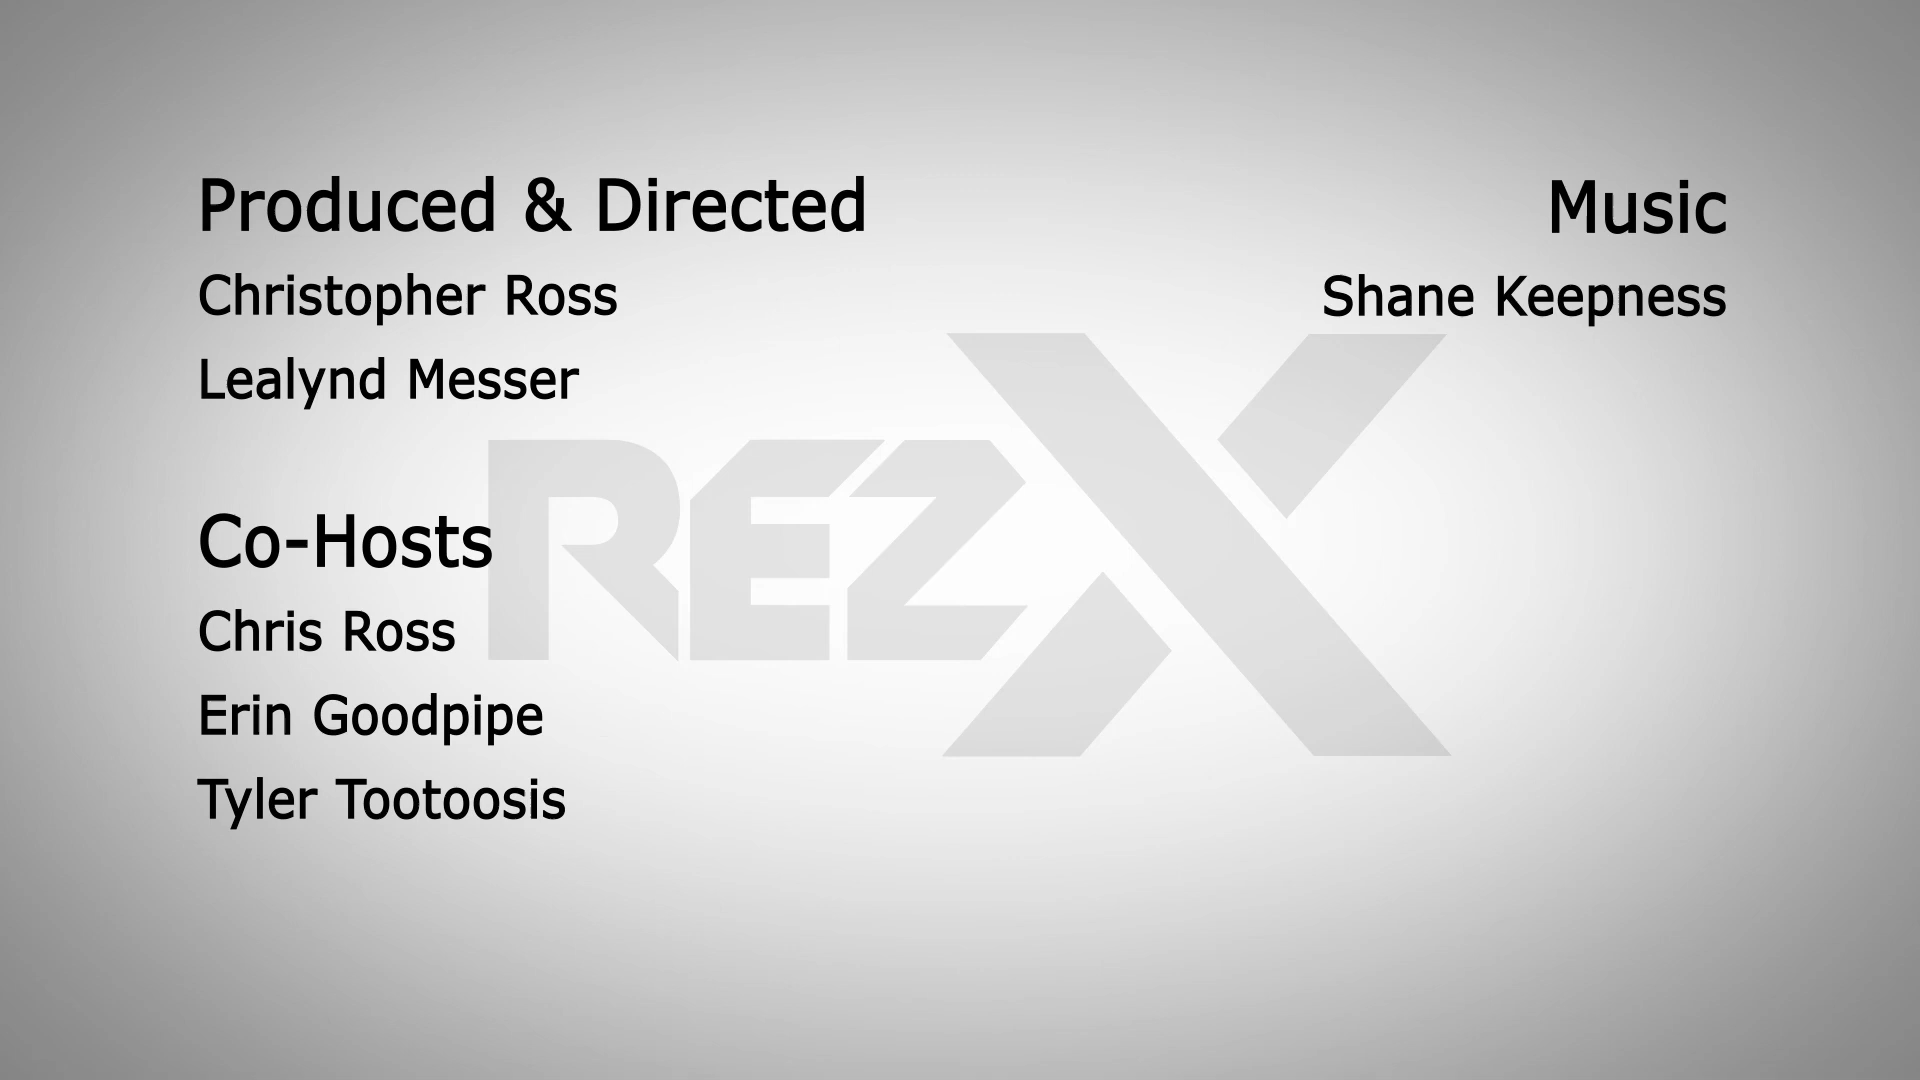 Produced & Directed
Christopher Ross
Lealynd Messer
Co-Hosts
Chris Ross
Erin Goodpipe
Tyler Tootoosis
Music
Shane Keepness
REZX